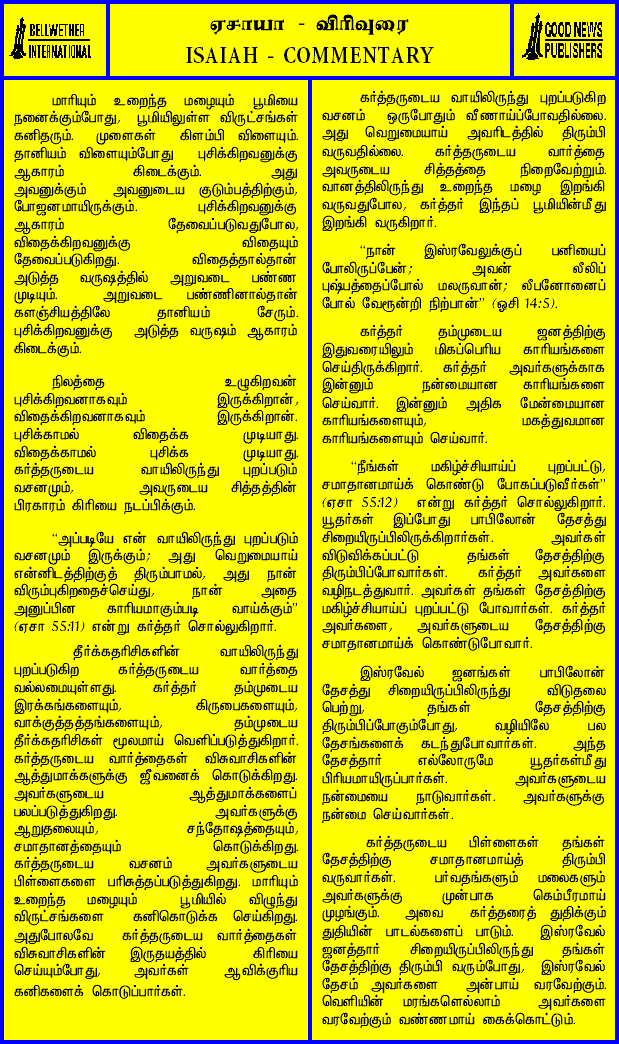 BELLWETHER
INTERNATIONAL
ஏசாயா - விரிவுரை
ISAIAH - COMMENTARY
GOOD NEWS
PUBLISHERS
மாரியும் உறைந்த மழையும் பூமியை
நனைக்கும்போது, பூமியிலுள்ள விருட்சங்கள்
கனிதரும். முளைகள் கிளம்பி விளையும்.
தானியம் விளையும்போது புசிக்கிறவனுக்கு
ஆகாரம் கிடைக்கும். அது
அவனுக்கும் அவனுடைய குடும்பத்திற்கும்,
போஜனமாயிருக்கும். புசிக்கிறவனுக்கு
ஆகாரம் தேவைப்படுவதுபோல,
விதைக்கிறவனுக்கு விதையும்
தேவைப்படுகிறது. விதைத்தால்தான்
அடுத்த வருஷத்தில் அறுவடை பண்ண
முடியும். அறுவடை பண்ணினால்தான்
களஞ்சியத்திலே தானியம் சேரும்.
புசிக்கிறவனுக்கு அடுத்த வருஷம் ஆகாரம்
கிடைக்கும்.
நிலத்தை உழுகிறவன்
புசிக்கிறவனாகவும் இருக்கிறான்,
விதைக்கிறவனாகவும் இருக்கிறான்.
புசிக்காமல் விதைக்க முடியாது.
விதைக்காமல் புசிக்க முடியாது.
கர்த்தருடைய வாயிலிருந்து புறப்படும்
வசனமும், அவருடைய சித்தத்தின்
பிரகாரம் கிரியை நடப்பிக்கும்.
“அப்படியே என் வாயிலிருந்து புறப்படும்
வசனமும் இருக்கும்; அது வெறுமையாய்
என்னிடத்திற்குத் திரும்பாமல், அது நான்
விரும்புகிறதைச்செய்து, நான் அதை
அனுப்பின காரியமாகும்படி வாய்க்கும்”
(ஏசா 55:11) என்று கர்த்தர் சொல்லுகிறார்.
தீர்க்கதரிசிகளின் வாயிலிருந்து
புறப்படுகிற கர்த்தருடைய வார்த்தை
வல்லமையுள்ளது. கர்த்தர் தம்முடைய
இரக்கங்களையும், கிருபைகளையும்,
வாக்குத்தத்தங்களையும், தம்முடைய
தீர்க்கதரிசிகள் மூலமாய் வெளிப்படுத்துகிறார்.
கர்த்தருடைய வார்த்தைகள் விசுவாசிகளின்
ஆத்துமாக்களுக்கு ஜீவனைக் கொடுக்கிறது.
அவர்களுடைய ஆத்துமாக்களைப்
பலப்படுத்துகிறது. அவர்களுக்கு
ஆறுதலையும், சந்தோஷத்தையும்,
சமாதானத்தையும் கொடுக்கிறது.
கர்த்தருடைய வசனம் அவர்களுடைய
பிள்ளைகளை பரிசுத்தப்படுத்துகிறது. மாரியும்
உறைந்த மழையும் பூமியில் விழுந்து
விருட்சங்களை கனிகொடுக்க செய்கிறது.
அதுபோலவே கர்த்தருடைய வார்த்தைகள்
விசுவாசிகளின் இருதயத்தில் கிரியை
செய்யும்போது, அவர்கள் ஆவிக்குரிய
கனிகளைக் கொடுப்பார்கள்.
கர்த்தருடைய வாயிலிருந்து புறப்படுகிற
வசனம் ஒருபோதும் வீணாய்ப்போவதில்லை.
அது வெறுமையாய் அவரிடத்தில் திரும்பி
வருவதில்லை. கர்த்தருடைய வார்த்தை
அவருடைய சித்தத்தை நிறைவேற்றும்.
வானத்திலிருந்து உறைந்த மழை இறங்கி
வருவதுபோல, கர்த்தர் இந்தப் பூமியின்மீது
இறங்கி வருகிறார்.
“நான் இஸ்ரவேலுக்குப் பனியைப்
போலிருப்பேன்; அவன் லீலிப்
புஷ்பத்தைப்போல் மலருவான்; லீபனோனைப்
போல் வேரூன்றி நிற்பான்” (ஓசி 14:5).
கர்த்தர் தம்முடைய ஜனத்திற்கு
இதுவரையிலும் மிகப்பெரிய காரியங்களை
செய்திருக்கிறார். கர்த்தர் அவர்களுக்காக
இன்னும் நன்மையான காரியங்களை
செய்வார். இன்னும் அதிக மேன்மையான
காரியங்களையும், மகத்துவமான
காரியங்களையும் செய்வார்.
“நீங்கள் மகிழ்ச்சியாய்ப் புறப்பட்டு,
சமாதானமாய்க் கொண்டு போகப்படுவீர்கள்”
(ஏசா 55:12) என்று கர்த்தர் சொல்லுகிறார்.
யூதர்கள் இப்போது பாபிலோன் தேசத்து
சிறையிருப்பிலிருக்கிறார்கள். அவர்கள்
விடுவிக்கப்பட்டு தங்கள் தேசத்திற்கு
திரும்பிப்போவார்கள். கர்த்தர் அவர்களை
வழிநடத்துவார். அவர்கள் தங்கள் தேசத்திற்கு
மகிழ்ச்சியாய்ப் புறப்பட்டு போவார்கள். கர்த்தர்
அவர்களை, அவர்களுடைய தேசத்திற்கு
சமாதானமாய்க் கொண்டுபோவார்.
இஸ்ரவேல் ஜனங்கள் பாபிலோன்
தேசத்து சிறையிருப்பிலிருந்து விடுதலை
பெற்று, தங்கள் தேசத்திற்கு
திரும்பிப்போகும்போது, வழியிலே பல
தேசங்களைக் கடந்துபோவார்கள். அந்த
தேசத்தார் எல்லோருமே யூதர்கள்மீது
பிரியமாயிருப்பார்கள். அவர்களுடைய
நன்மையை நாடுவார்கள். அவர்களுக்கு
நன்மை செய்வார்கள்.
கர்த்தருடைய பிள்ளைகள் தங்கள்
தேசத்திற்கு சமாதானமாய்த் திரும்பி
வருவார்கள். பர்வதங்களும் மலைகளும்
அவர்களுக்கு முன்பாக கெம்பீரமாய்
முழங்கும். அவை கர்த்தரைத் துதிக்கும்
துதியின் பாடல்களைப் பாடும். இஸ்ரவேல்
ஜனத்தார் சிறையிருப்பிலிருந்து தங்கள்
தேசத்திற்கு திரும்பி வரும்போது, இஸ்ரவேல்
தேசம் அவர்களை அன்பாய் வரவேற்கும்.
வெளியின் மரங்களெல்லாம் அவர்களை
வரவேற்கும் வண்ணமாய் கைக்கொட்டும்.